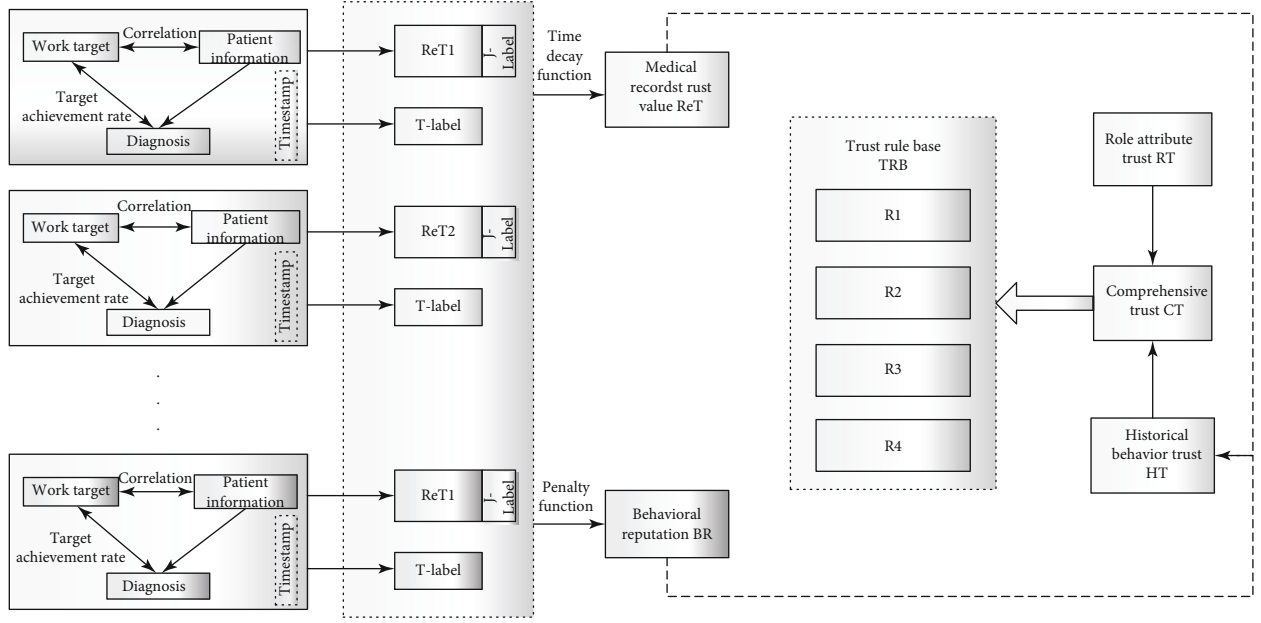 Work target
Correlation
Patient
information
Target
achievement rate
Diagnosis
Timestamp
Work target
Correlation
Patient
information
Target
achievement rate
Diagnosis
Timestamp
.
.
.
Work target
Correlation
Patient
information
Target
achievement rate
Diagnosis
Timestamp
ReT1
J-
Label
T-label
ReT2
J-
Label
T-label
ReT1
J-
Label
T-label
Time
decay
function
Medical
recordst rust
value ReT
Penalty
function
Behavioral
reputation BR
Trust rule base
TRB
R1
R2
R3
R4
Role attribute
trust RT
Comprehensive
trust CT
Historical
behavior trust
HT